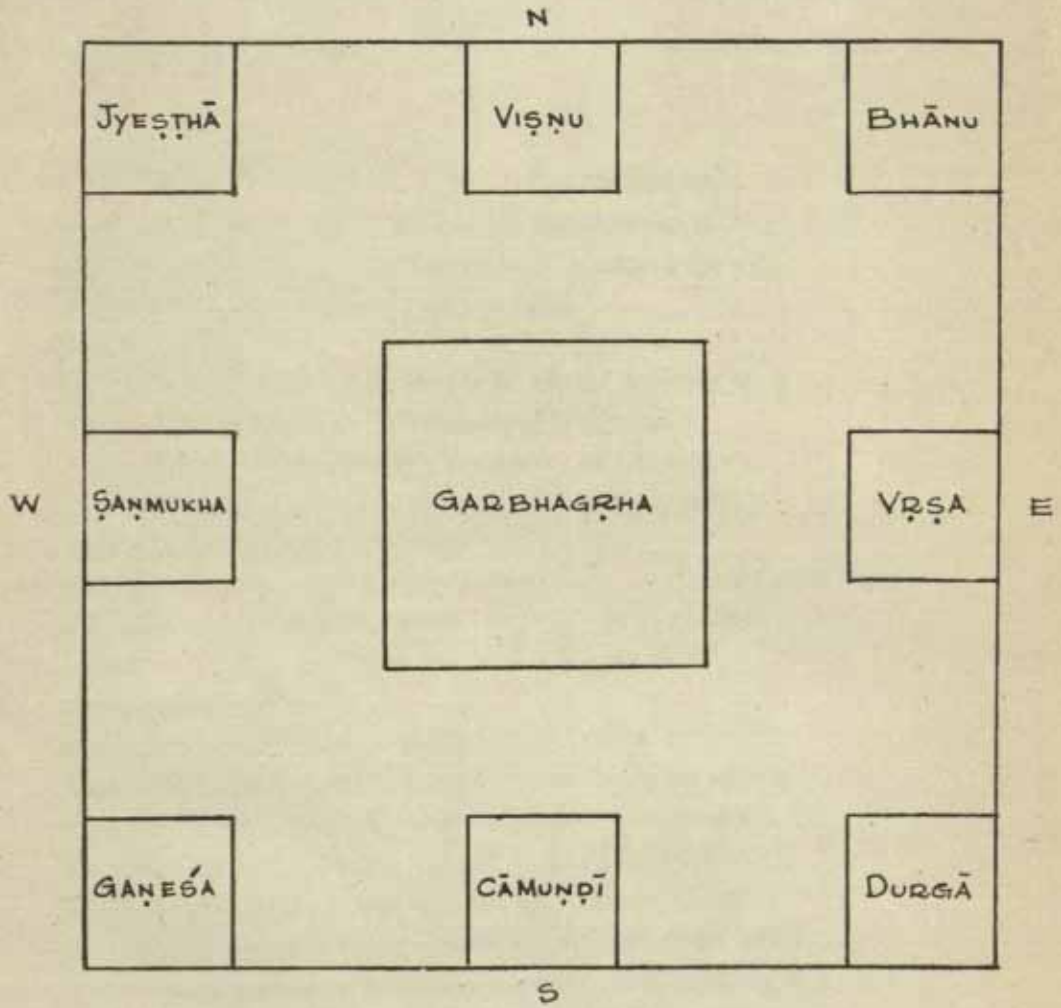 N
JYEṢṬHĀ VIṢṆU BHĀNU
W ṢAṆMUKHA GARBHAGṚHA VṚṢA E
GAṆEŚA CĀMUṆḌĪ DURGĀ
S